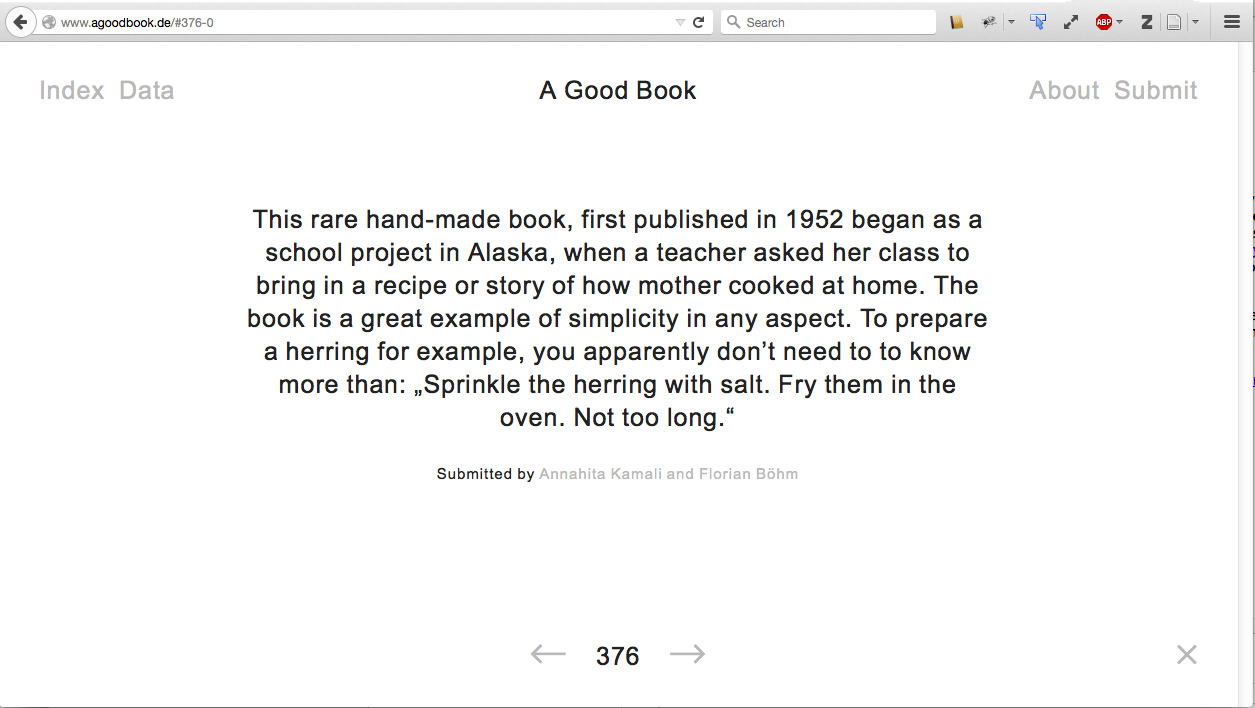 www.agoodbook.de/#376-0
Search
ABP
Z
Index Data
A Good Book
About Submit
This rare hand-made book, first published in 1952 began as a
school project in Alaska, when a teacher asked her class to
bring in a recipe or story of how mother cooked at home. The
book is a great example of simplicity in any aspect. To prepare
a herring for example, you apparently don’t need to to know
more than: „Sprinkle the herring with salt. Fry them in the
oven. Not too long.“
Submitted by Annahita Kamali and Florian Böhm
← 376 →